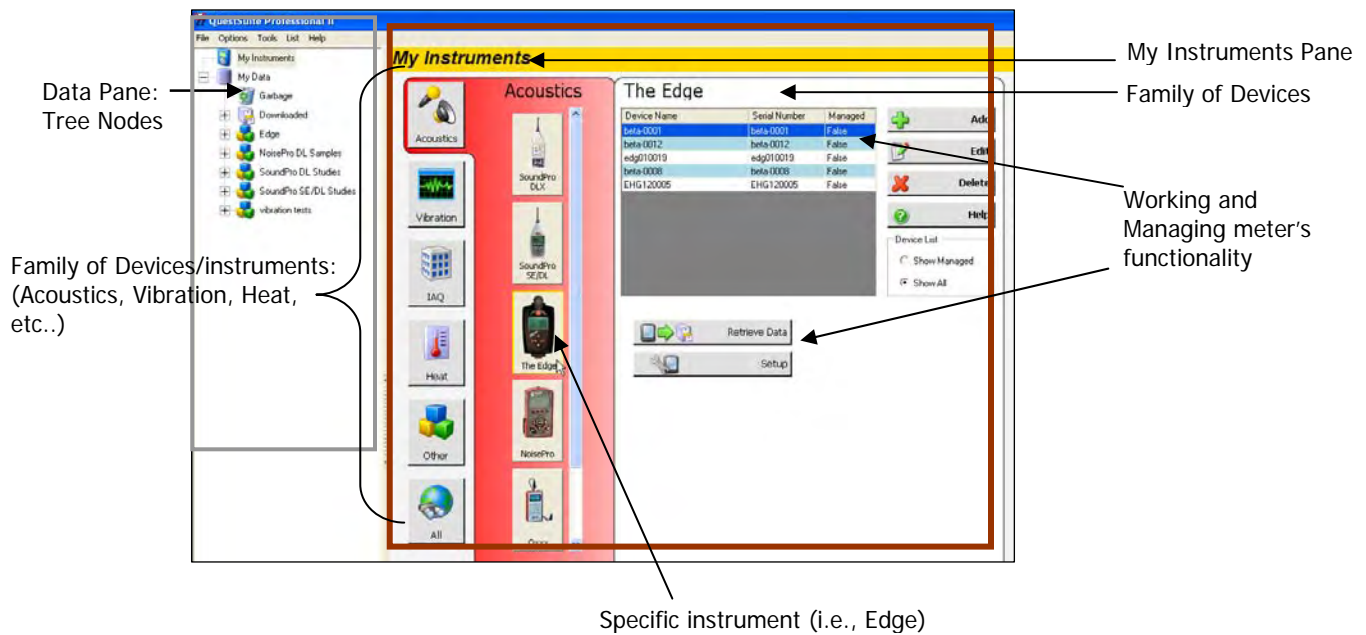 QuestSuite Professional II
File Options Tools List Help
My Instruments
My Data
Garbage
Downloaded
Edge
NoisePro DL Samples
SoundPro DL Studies
SoundPro SE/DL Studies
vibration tests
Data Pane:
Tree Nodes
Family of Devices/instruments:
(Acoustics, Vibration, Heat,
etc..)
My Instruments
Acoustics
Vibration
IAQ
Heat
Other
All
Acoustics
SoundPro
DLX
SoundPro
SE/DL
The Edge
NoisePro
The Edge
Device Name Serial Number Managed
beta-0001 beta-0001 False
beta-0012 beta-0012 False
edg010019 edg010019 False
beta-0008 beta-0008 False
EHG120005 EHG120005 False
Add
Edit
Delete
Help
Device List
Show Managed
Show All
Retrieve Data
Setup
My Instruments Pane
Family of Devices
Working and
Managing meter's
functionality
Specific instrument (i.e., Edge)